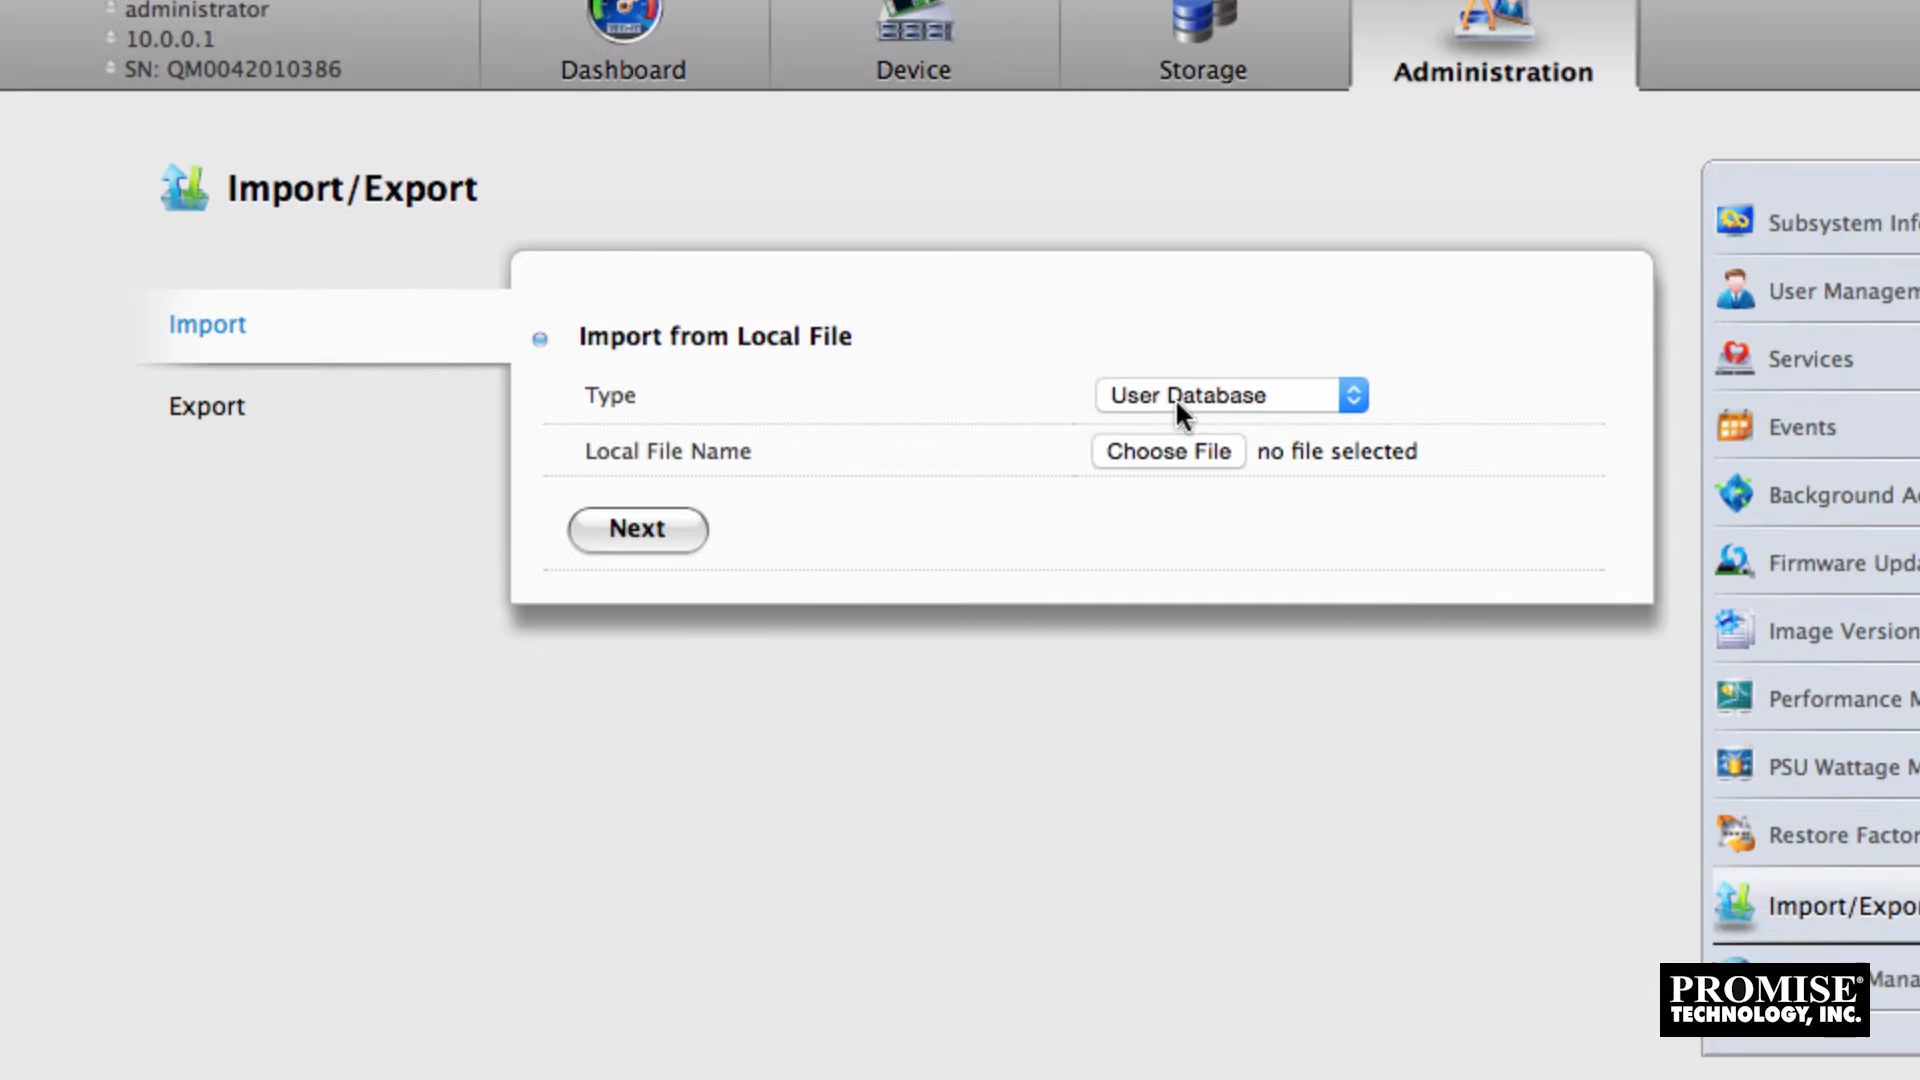 administrator
10.0.0.1
SN: QM0042010386
Dashboard
Device
Storage
Administration
Import/Export
Import
Export
Import from Local File
Type
User Database
Local File Name
Choose File
no file selected
Next
Subsystem Inf
User Managem
Services
Events
Background A
Firmware Upda
Image Version
Performance M
PSU Wattage M
Restore Factor
Import/Expor
Mana
PROMISE®
TECHNOLOGY, INC.